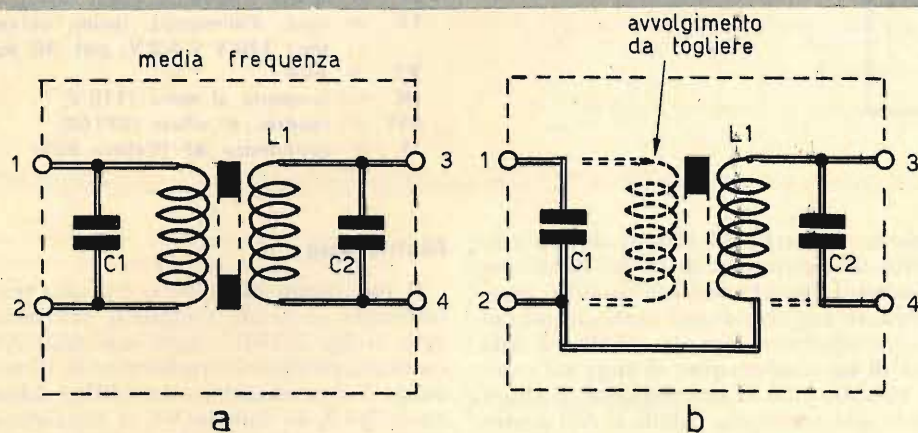 media frequenza
L1
1
3
C1
C2
2
4
a
avvolgimento
da togliere
L1
1
3
C1
C2
2
4
b